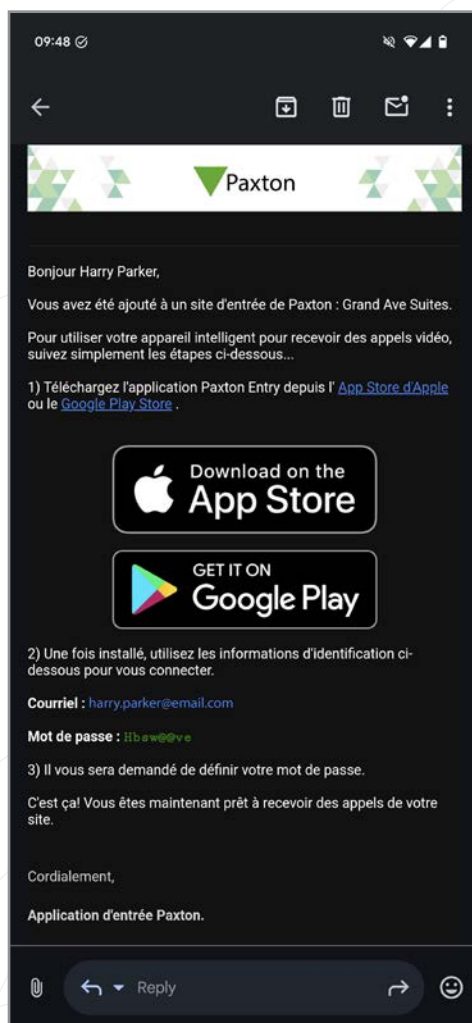 09:48
Paxton
Bonjour Harry Parker,
Vous avez été ajouté à un site d'entrée de Paxton : Grand Ave Suites.
Pour utiliser votre appareil intelligent pour recevoir des appels vidéo,
suivez simplement les étapes ci-dessous...
1) Téléchargez l'application Paxton Entry depuis l' App Store d'Apple
ou le Google Play Store .
Download on the
App Store
GET IT ON
Google Play
2) Une fois installé, utilisez les informations d'identification ci-
dessous pour vous connecter.
Courriel : harry.parker@email.com
Mot de passe : Hbaw@@ve
3) Il vous sera demandé de définir votre mot de passe.
C'est ça! Vous êtes maintenant prêt à recevoir des appels de votre
site.
Cordialement,
Application d'entrée Paxton.
Reply